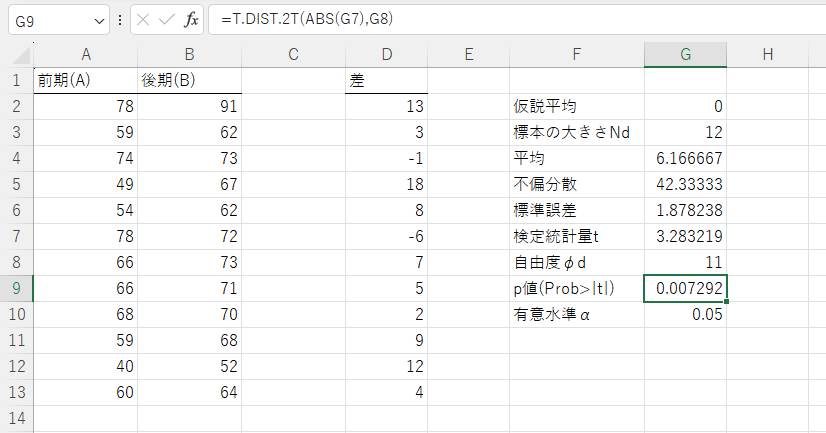 G9 fx =T.DIST.2T(ABS(G7),G8)
A B C D E F G H
1 前期(A) 後期(B) 差
2 78 91 13 仮説平均 0
3 59 62 3 標本の大きさNd 12
4 74 73 -1 平均 6.166667
5 49 67 18 不偏分散 42.33333
6 54 62 8 標準誤差 1.878238
7 78 72 -6 検定統計量t 3.283219
8 66 73 7 自由度φd 11
9 66 71 5 p値(Prob>|t|) 0.007292
10 68 70 2 有意水準α 0.05
11 59 68 9
12 40 52 12
13 60 64 4
14